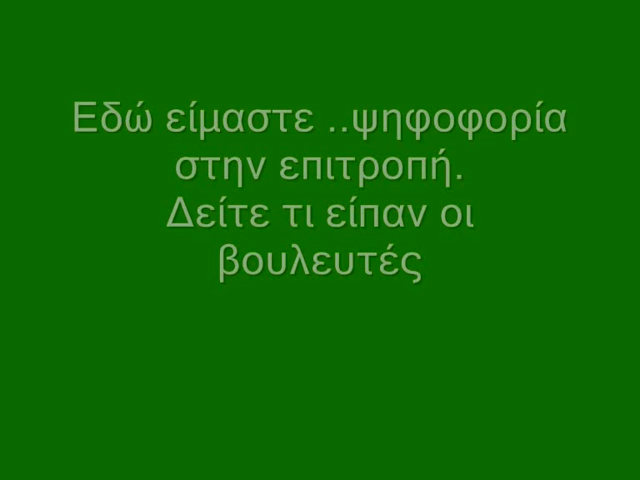 Εδώ είμαστε ..ψηφοφορία
στην επιτροπή.
Δείτε τι είπαν οι
βουλευτές